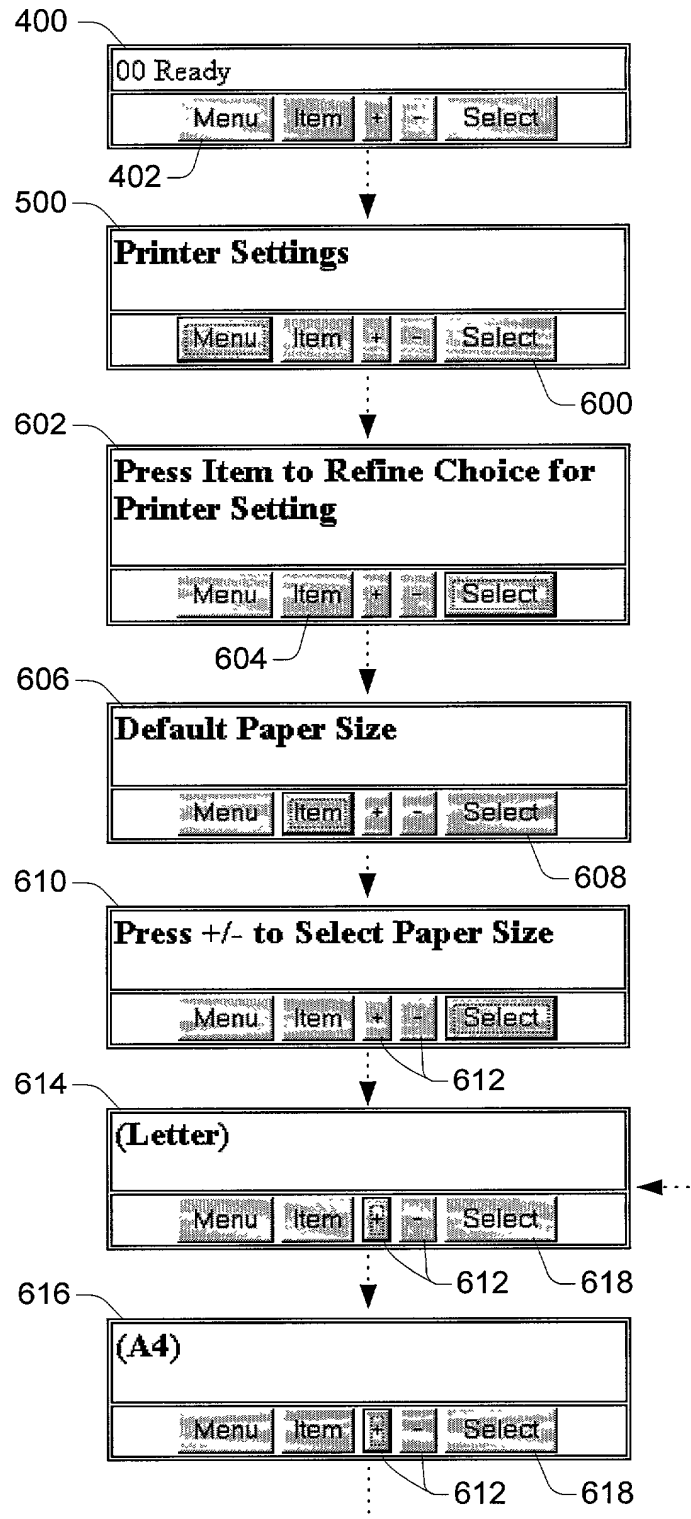 400
00 Ready
Menu Item + - Select
402
500
Printer Settings
Menu Item + - Select
600
602
Press Item to Refine Choice for
Printer Setting
Menu Item + - Select
604
606
Default Paper Size
Menu Item + - Select
608
610
Press +/- to Select Paper Size
Menu Item + - Select
612
614
(Letter)
Menu Item + - Select
612 618
616
(A4)
Menu Item + - Select
612 618